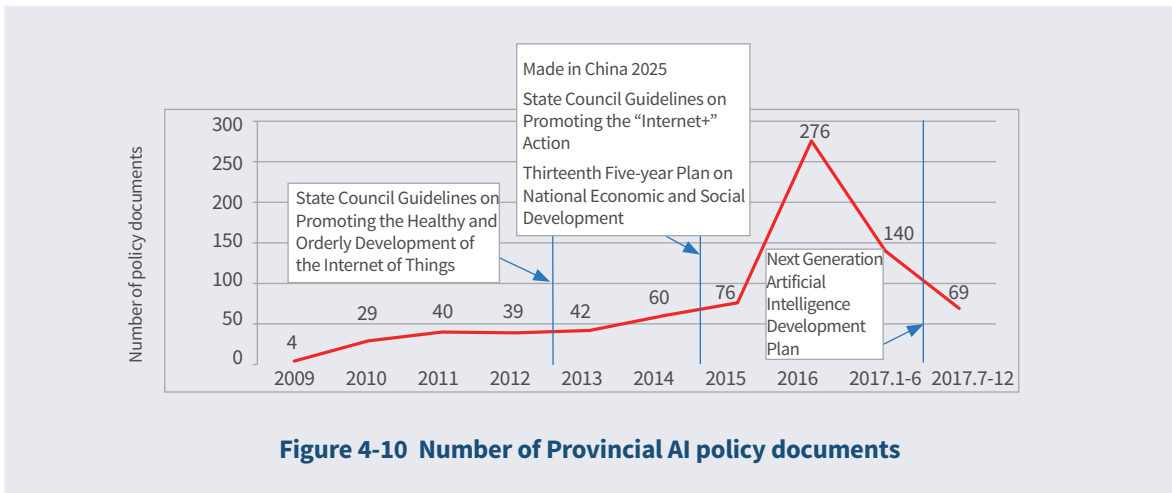 Made in China 2025
State Council Guidelines on
Promoting the “Internet+”
Action
Thirteenth Five-year Plan on
National Economic and Social
Development
State Council Guidelines on
Promoting the Healthy and
Orderly Development of
the Internet of Things
Next Generation
Artificial
Intelligence
Development
Plan
Number of policy documents
300
250
200
150
100
50
0
4
29
40
39
42
60
76
276
140
69
2009
2010
2011
2012
2013
2014
2015
2016
2017.1-6
2017.7-12
Figure 4-10 Number of Provincial AI policy documents